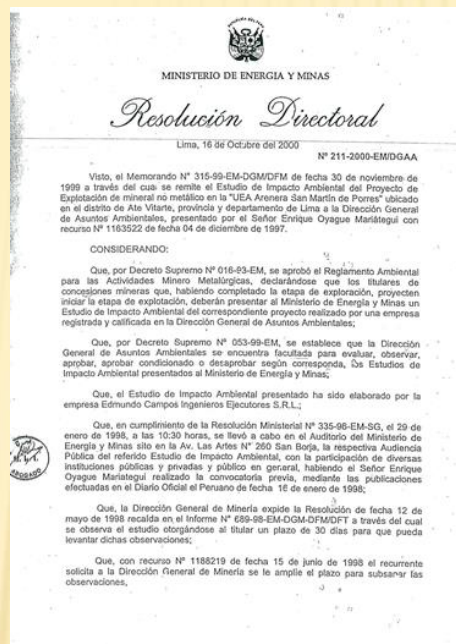 MINISTERIO DE ENERGIA Y MINAS
Resolución Directoral
Lima, 16 de Octubre del 2000
Nº 211-2000-EM/DGAA
Visto, el Memorando Nº 315-99-EM-DGM/DFM de fecha 30 de noviembre de
1999 a través del cual se remite el Estudio de Impacto Ambiental del Proyecto de
Explotación de mineral no metálico en la "UEA Arenera San Martín de Porres" ubicado
en el distrito de Ate Vitarte, provincia y departamento de Lima a la Dirección General
de Asuntos Ambientales, presentado por el Señor Enrique Oyague Mariátegui con
recurso Nº 1163522 de fecha 04 de diciembre de 1997.
CONSIDERANDO:
Que, por Decreto Supremo Nº 016-93-EM, se aprobó el Reglamento Ambiental
para las Actividades Minero Metalúrgicas, declarándose que los titulares de
concesiones mineras que, habiendo completado la etapa de exploración, proyecten
iniciar la etapa de explotación, deberán presentar al Ministerio de Energía y Minas un
Estudio de Impacto Ambiental del correspondiente proyecto realizado por una empresa
registrada y calificada en la Dirección General de Asuntos Ambientales;
Que, por Decreto Supremo Nº 053-99-EM, se establece que la Dirección
General de Asuntos Ambientales se encuentra facultada para evaluar, observar,
aprobar, aprobar condicionado o desaprobar según corresponda, los Estudios de
Impacto Ambiental presentados al Ministerio de Energía y Minas;
Que, el Estudio de Impacto Ambiental presentado ha sido elaborado por la
empresa Edmundo Campos Ingenieros Ejecutores S.R.L.;
Que, en cumplimiento de la Resolución Ministerial Nº 335-96-EM-SG, el 29 de
enero de 1998, a las 10:30 horas, se llevó a cabo en el Auditorio del Ministerio de
Energía y Minas sito en la Av. Las Artes Nº 260 San Borja, la respectiva Audiencia
Pública del referido Estudio de Impacto Ambiental, con la participación de diversas
instituciones públicas y privadas y público en general, habiendo el Señor Enrique
Oyague Mariátegui realizado la convocatoria previa, mediante las publicaciones
efectuadas en el Diario Oficial el Peruano de fecha 16 de enero de 1998;
Que, la Dirección General de Minería expide la Resolución de fecha 12 de
mayo de 1998 recaída en el Informe Nº 689-98-EM-DGM-DFM/DFT a través del cual
se observa el estudio otorgándose al titular un plazo de 30 días para que pueda
levantar dichas observaciones;
Que, con recurso Nº 1188219 de fecha 15 de junio de 1998 el recurrente
solicita a la Dirección General de Minería se le amplie el plazo para subsanar las
observaciones,